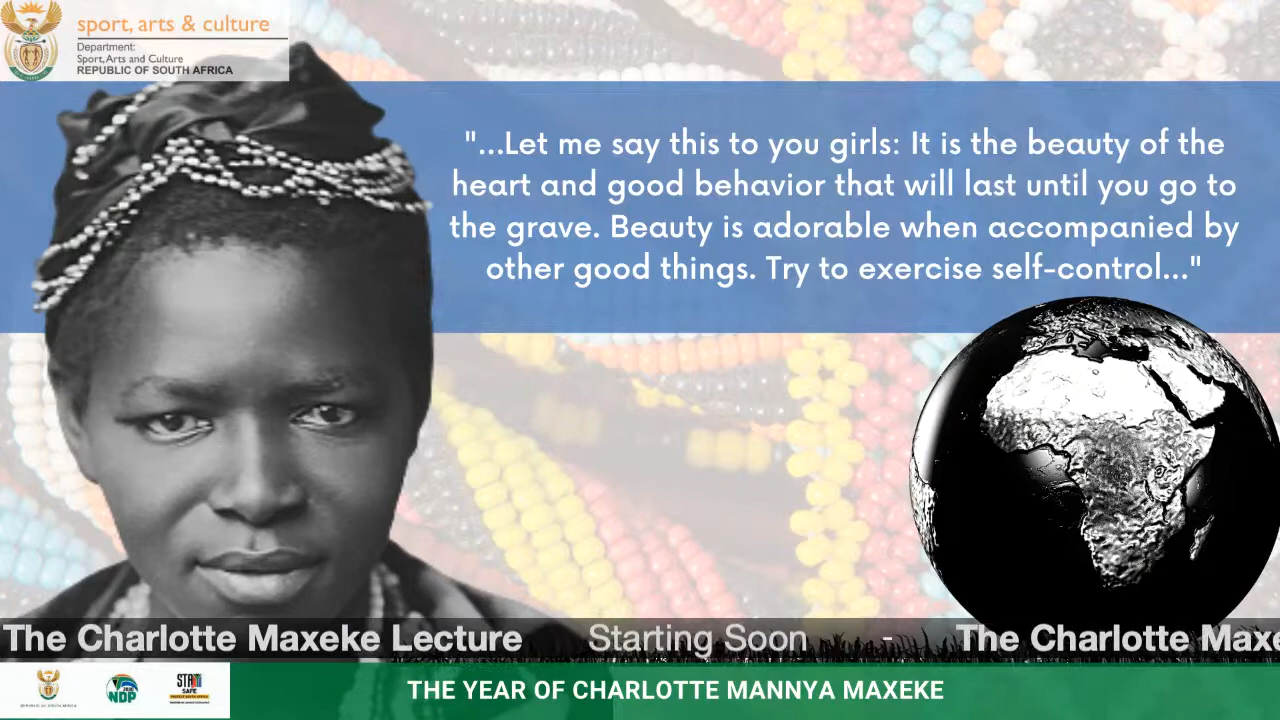 sport, arts & culture
Department:
Sport, Arts and Culture
REPUBLIC OF SOUTH AFRICA
"...Let me say this to you girls: It is the beauty of the
heart and good behavior that will last until you go to
the grave. Beauty is adorable when accompanied by
other good things. Try to exercise self-control..."
The Charlotte Maxeke Lecture Starting Soon - The Charlotte Maxe
NDP
SAFE
THE YEAR OF CHARLOTTE MANNYA MAXEKE